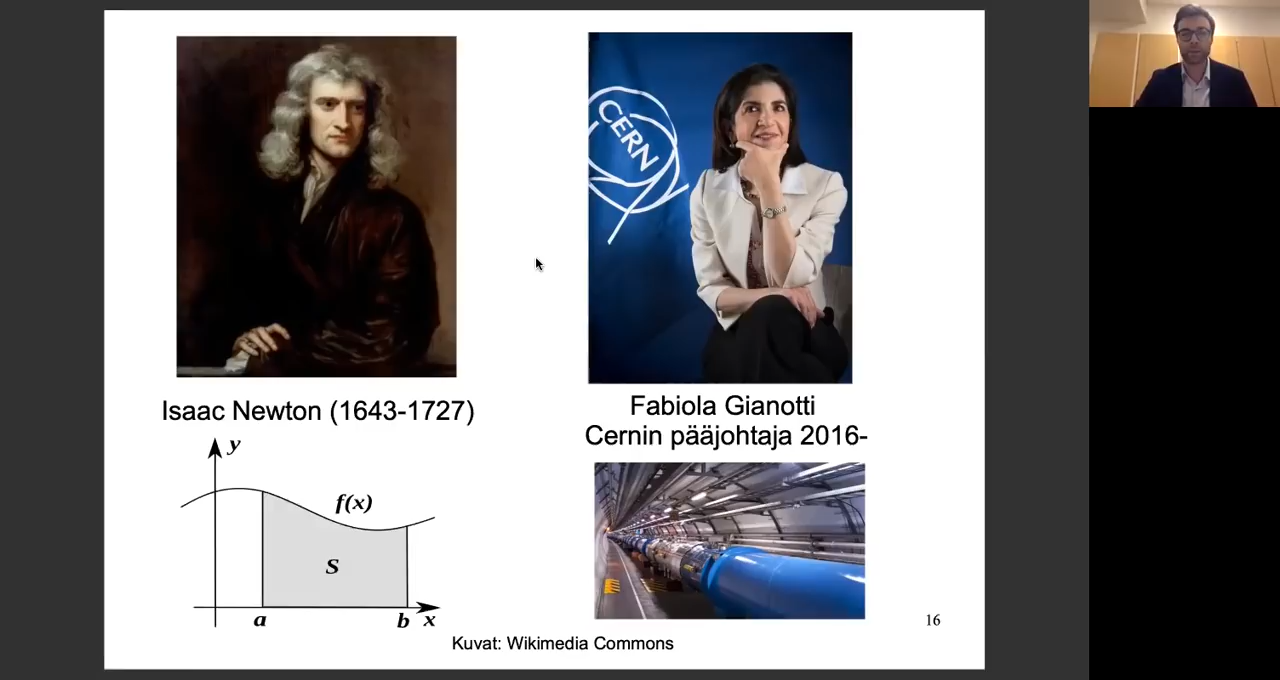 CERN
Isaac Newton (1643-1727)
Fabiola Gianotti
Cernin pääjohtaja 2016-
y
f(x)
S
a
b
x
Kuvat: Wikimedia Commons
16